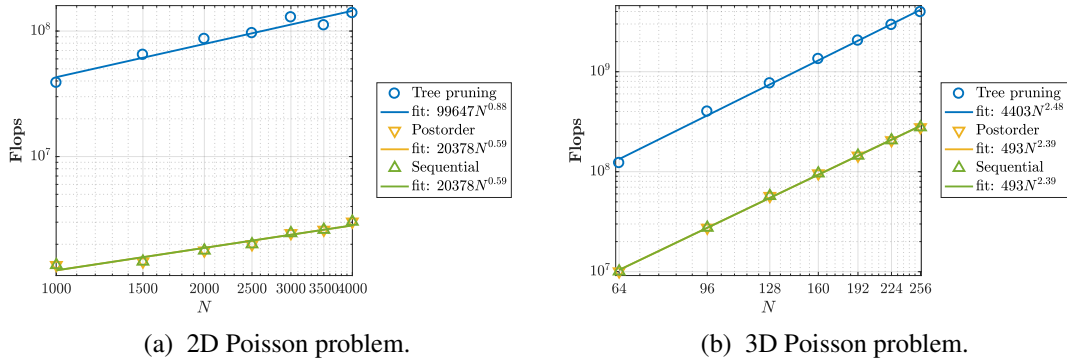 10^8
10^7
Flops
1000
1500
2000
2500
3000
3500
4000
N
Tree pruning
fit: 99647N^0.88
Postorder
fit: 20378N^0.59
Sequential
fit: 20378N^0.59
(a) 2D Poisson problem.
10^9
10^8
10^7
Flops
64
96
128
160
192
224
256
N
Tree pruning
fit: 4403N^2.48
Postorder
fit: 493N^2.39
Sequential
fit: 493N^2.39
(b) 3D Poisson problem.